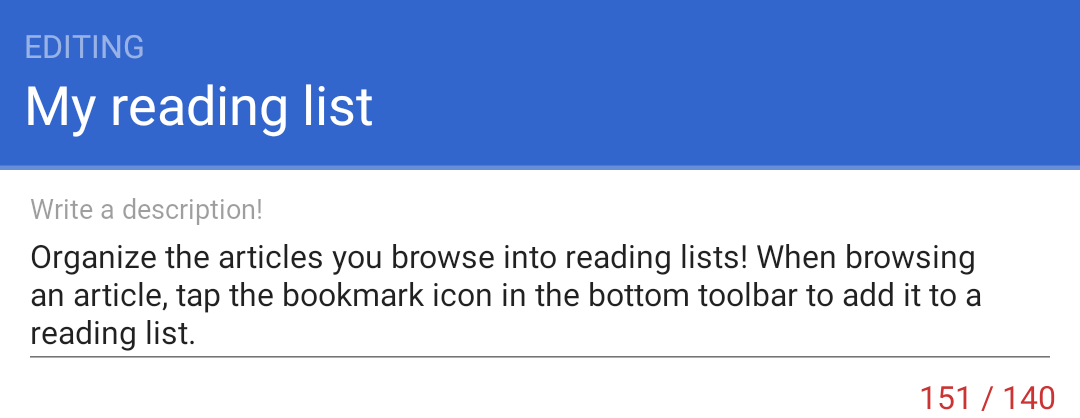 EDITING
My reading list
Write a description!
Organize the articles you browse into reading lists! When browsing
an article, tap the bookmark icon in the bottom toolbar to add it to a
reading list.
151 / 140